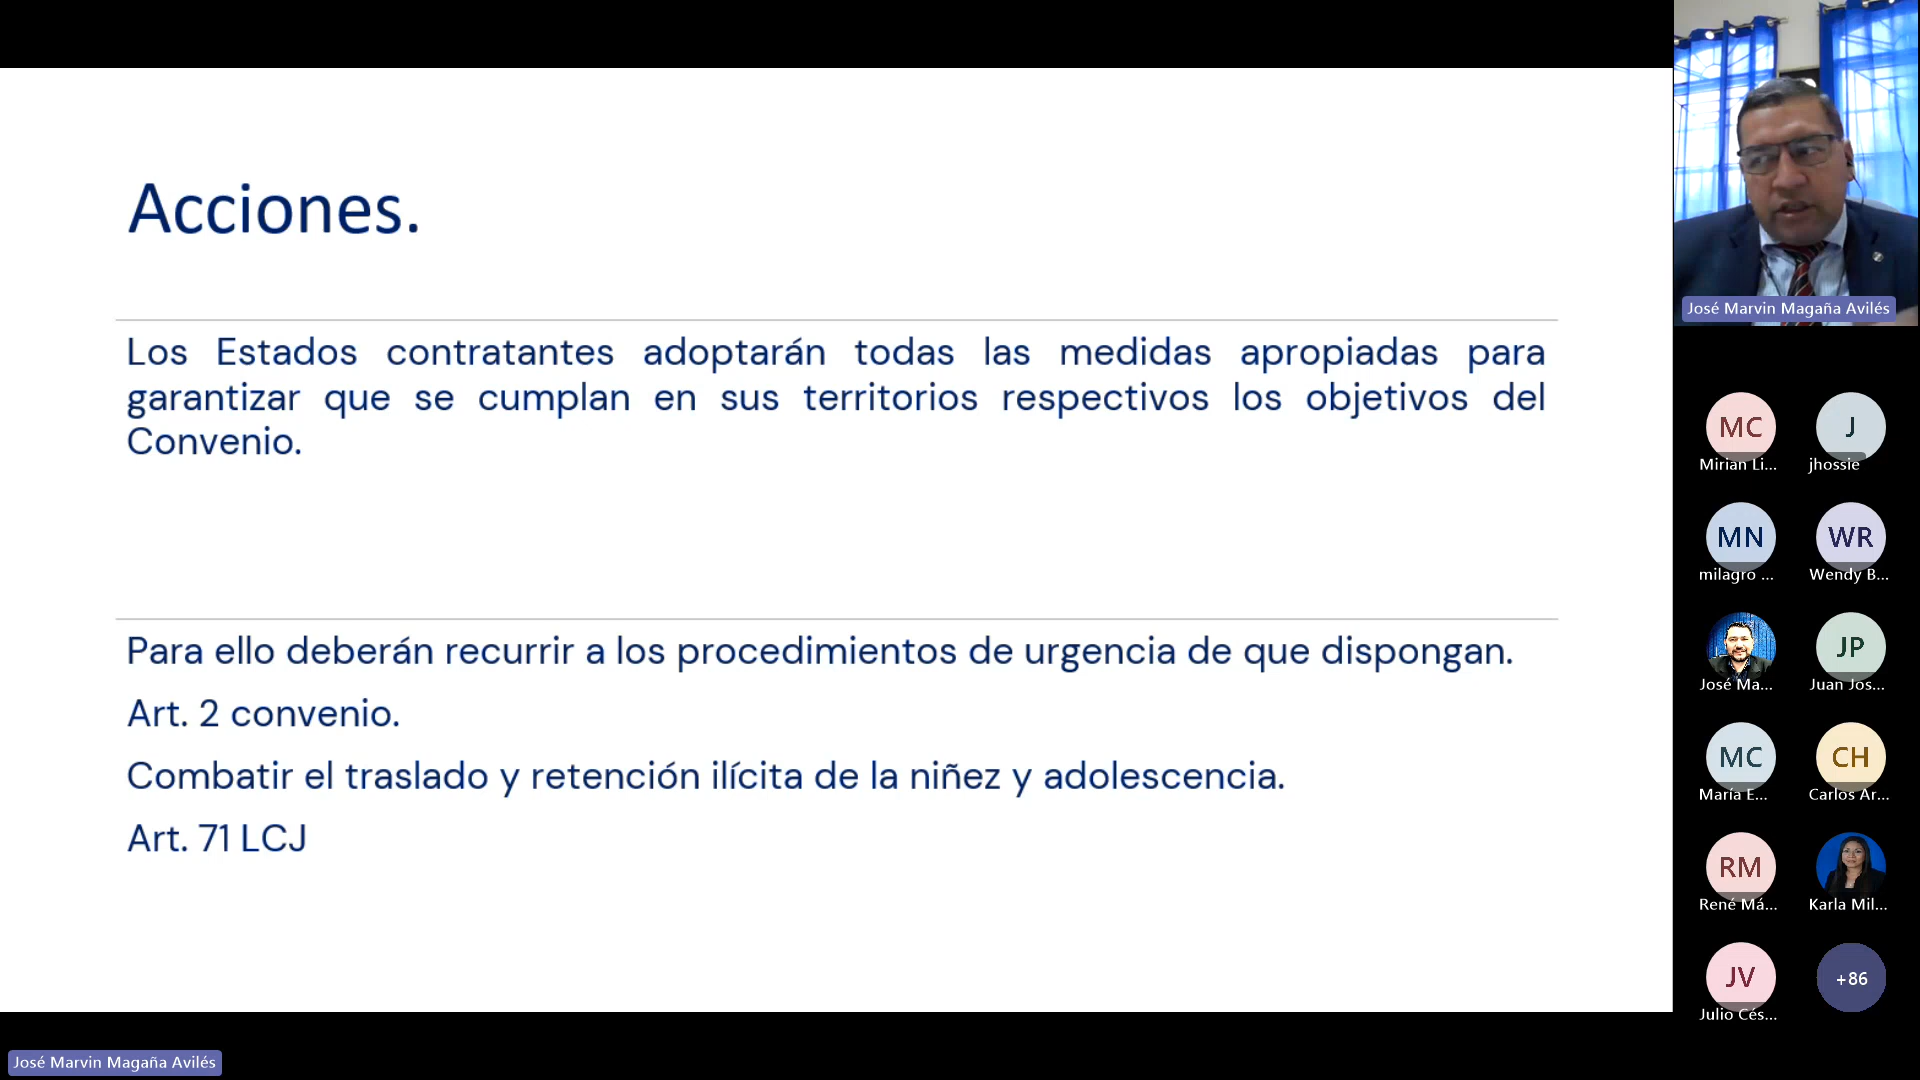 Acciones.
Los Estados contratantes adoptarán todas las medidas apropiadas para
garantizar que se cumplan en sus territorios respectivos los objetivos del
Convenio.
Para ello deberán recurrir a los procedimientos de urgencia de que dispongan.
Art. 2 convenio.
Combatir el traslado y retención ilícita de la niñez y adolescencia.
Art. 71 LCJ
José Marvin Magaña Avilés
MC
J
Mirian Li...
jhossie
MN
WR
milagro ...
Wendy B...
JP
José Ma...
Juan Jos...
MC
CH
María E...
Carlos Ar...
RM
René Má...
Karla Mil...
JV
+86
Julio Cés...
José Marvin Magaña Avilés